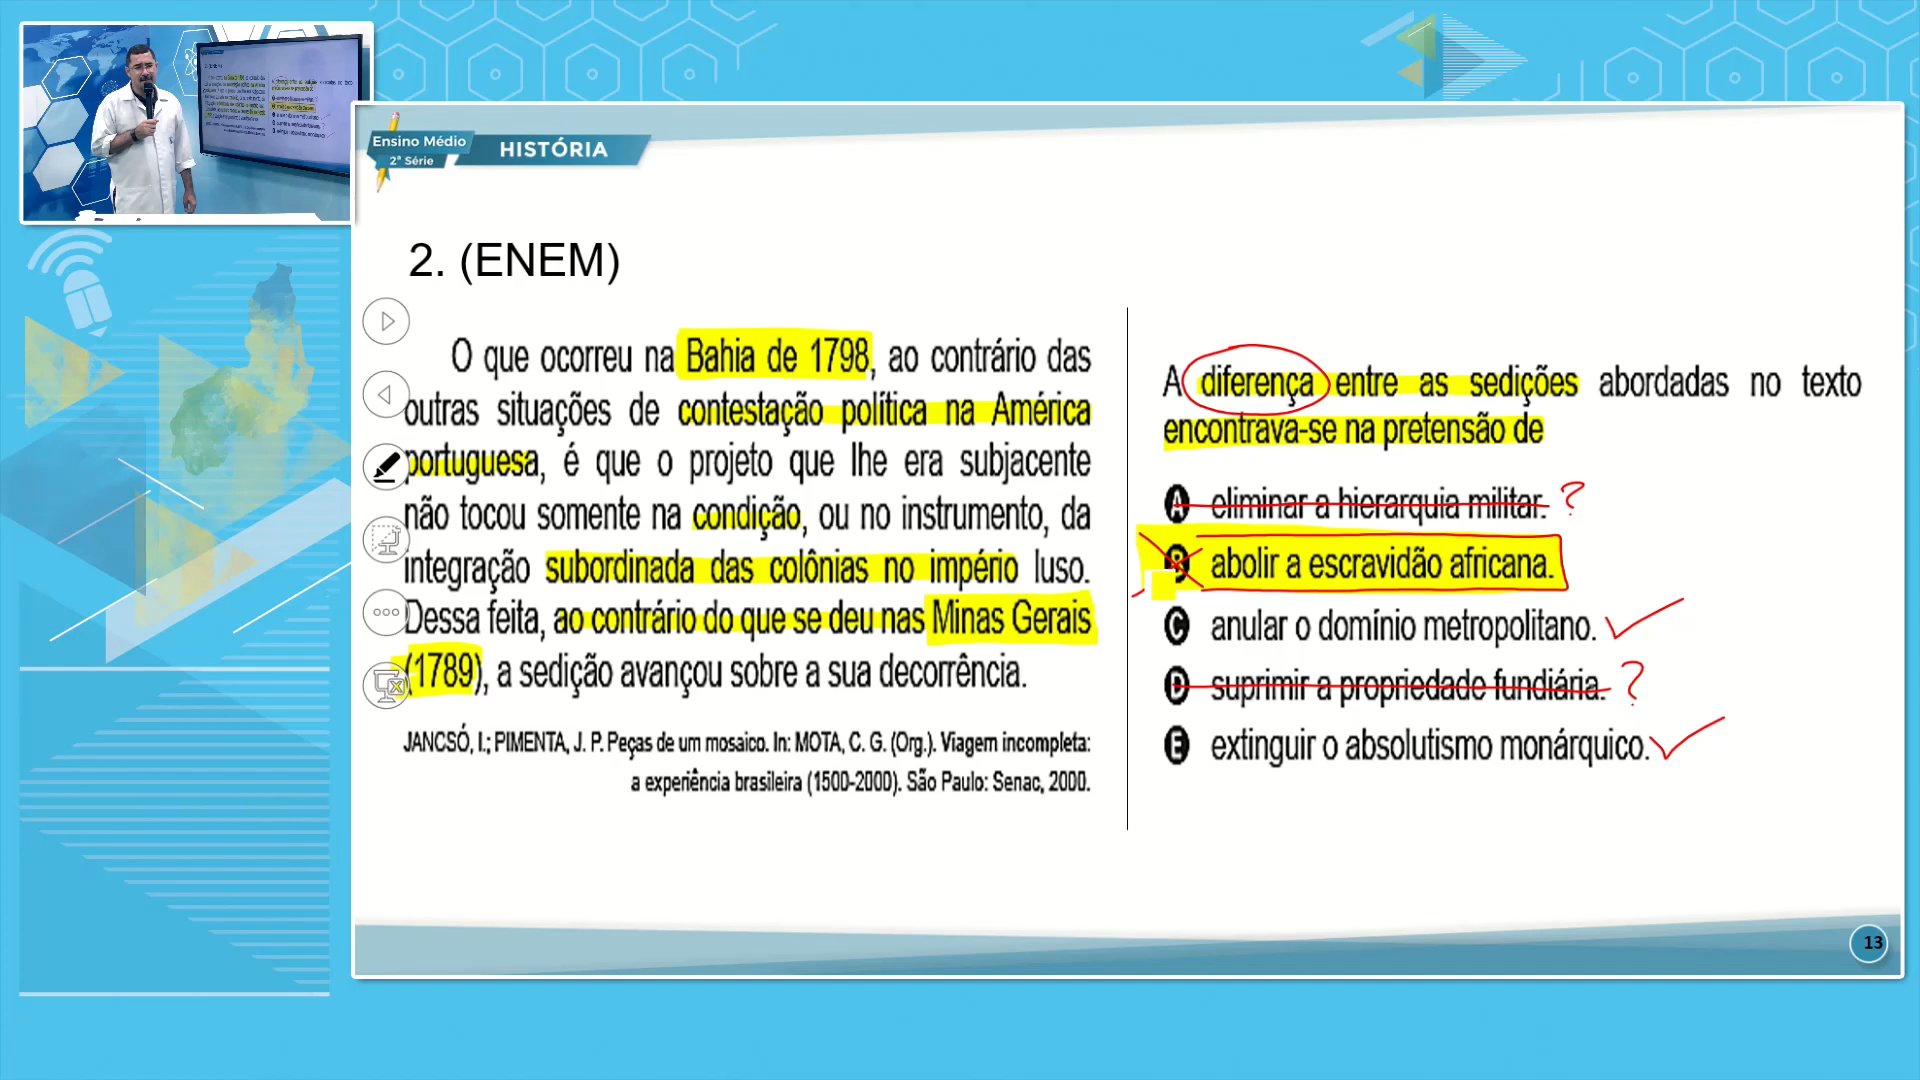 Ensino Médio
2ª Série
HISTÓRIA
2. (ENEM)
O que ocorreu na Bahia de 1798, ao contrário das
outras situações de contestação política na América
portuguesa, é que o projeto que lhe era subjacente
não tocou somente na condição, ou no instrumento, da
integração subordinada das colônias no império luso.
Dessa feita, ao contrário do que se deu nas Minas Gerais
(1789), a sedição avançou sobre a sua decorrência.
JANCSÓ, I.; PIMENTA, J. P. Peças de um mosaico. In: MOTA, C. G. (Org.). Viagem incompleta:
a experiência brasileira (1500-2000). São Paulo: Senac, 2000.
A diferença entre as sedições abordadas no texto
encontrava-se na pretensão de
A eliminar a hierarquia militar. ?
B abolir a escravidão africana.
C anular o domínio metropolitano.
D suprimir a propriedade fundiária. ?
E extinguir o absolutismo monárquico.
13